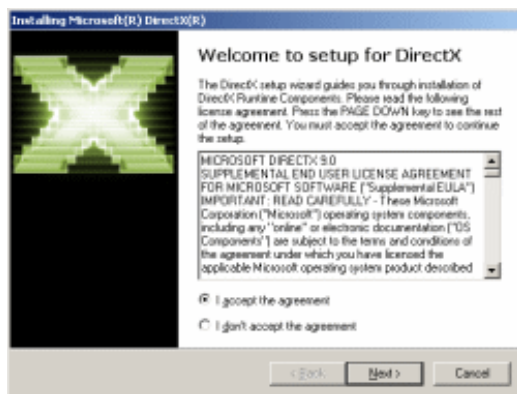 Installing Microsoft(R) DirectX(R)
Welcome to setup for DirectX
The DirectX setup wizard guides you through installation of
DirectX Runtime Components. Please read the following
license agreement. Press the PAGE DOWN key to see the rest
of the agreement. You must accept the agreement to continue
the setup.
MICROSOFT DIRECTX 9.0
SUPPLEMENTAL END USER LICENSE AGREEMENT
FOR MICROSOFT SOFTWARE ("Supplemental EULA")
IMPORTANT: READ CAREFULLY - These Microsoft
Corporation ("Microsoft") operating system components,
including any "online" or electronic documentation ("OS
Components") are subject to the terms and conditions of
the agreement under which you have licensed the
applicable Microsoft operating system product described
I accept the agreement
I don't accept the agreement
< Back
Next >
Cancel